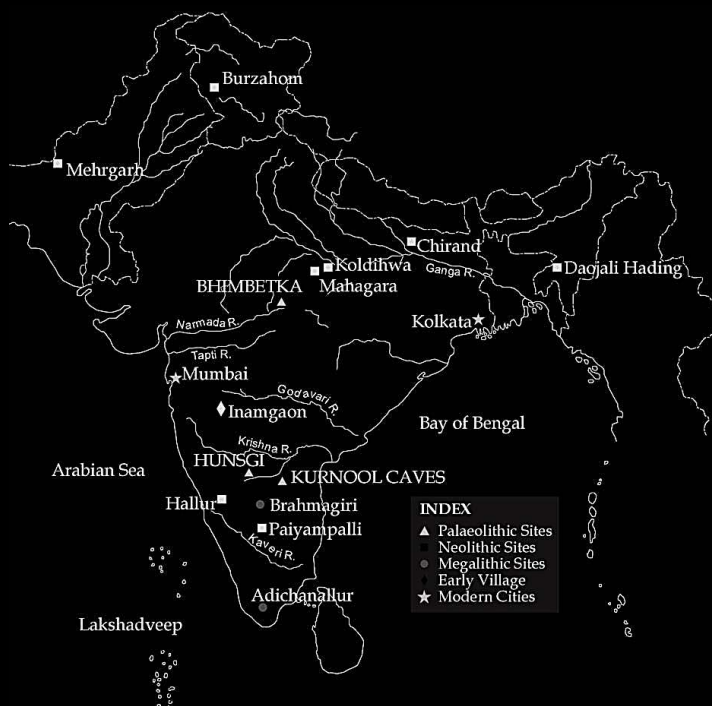 Burzahom
Mehrgarh
Chirand
Koldihwa
Ganga R.
Daojali Hading
Mahagara
BHIMBETKA
Kolkata
Narmada R.
Tapti R.
Mumbai
Godavari R.
Inamgaon
Bay of Bengal
Krishna R.
HUNSGI
Arabian Sea
KURNOOL CAVES
Hallur
Brahmagiri
Paiyampalli
Kaveri R.
Adichanallur
Lakshadveep
INDEX
Palaeolithic Sites
Neolithic Sites
Megalithic Sites
Early Village
Modern Cities